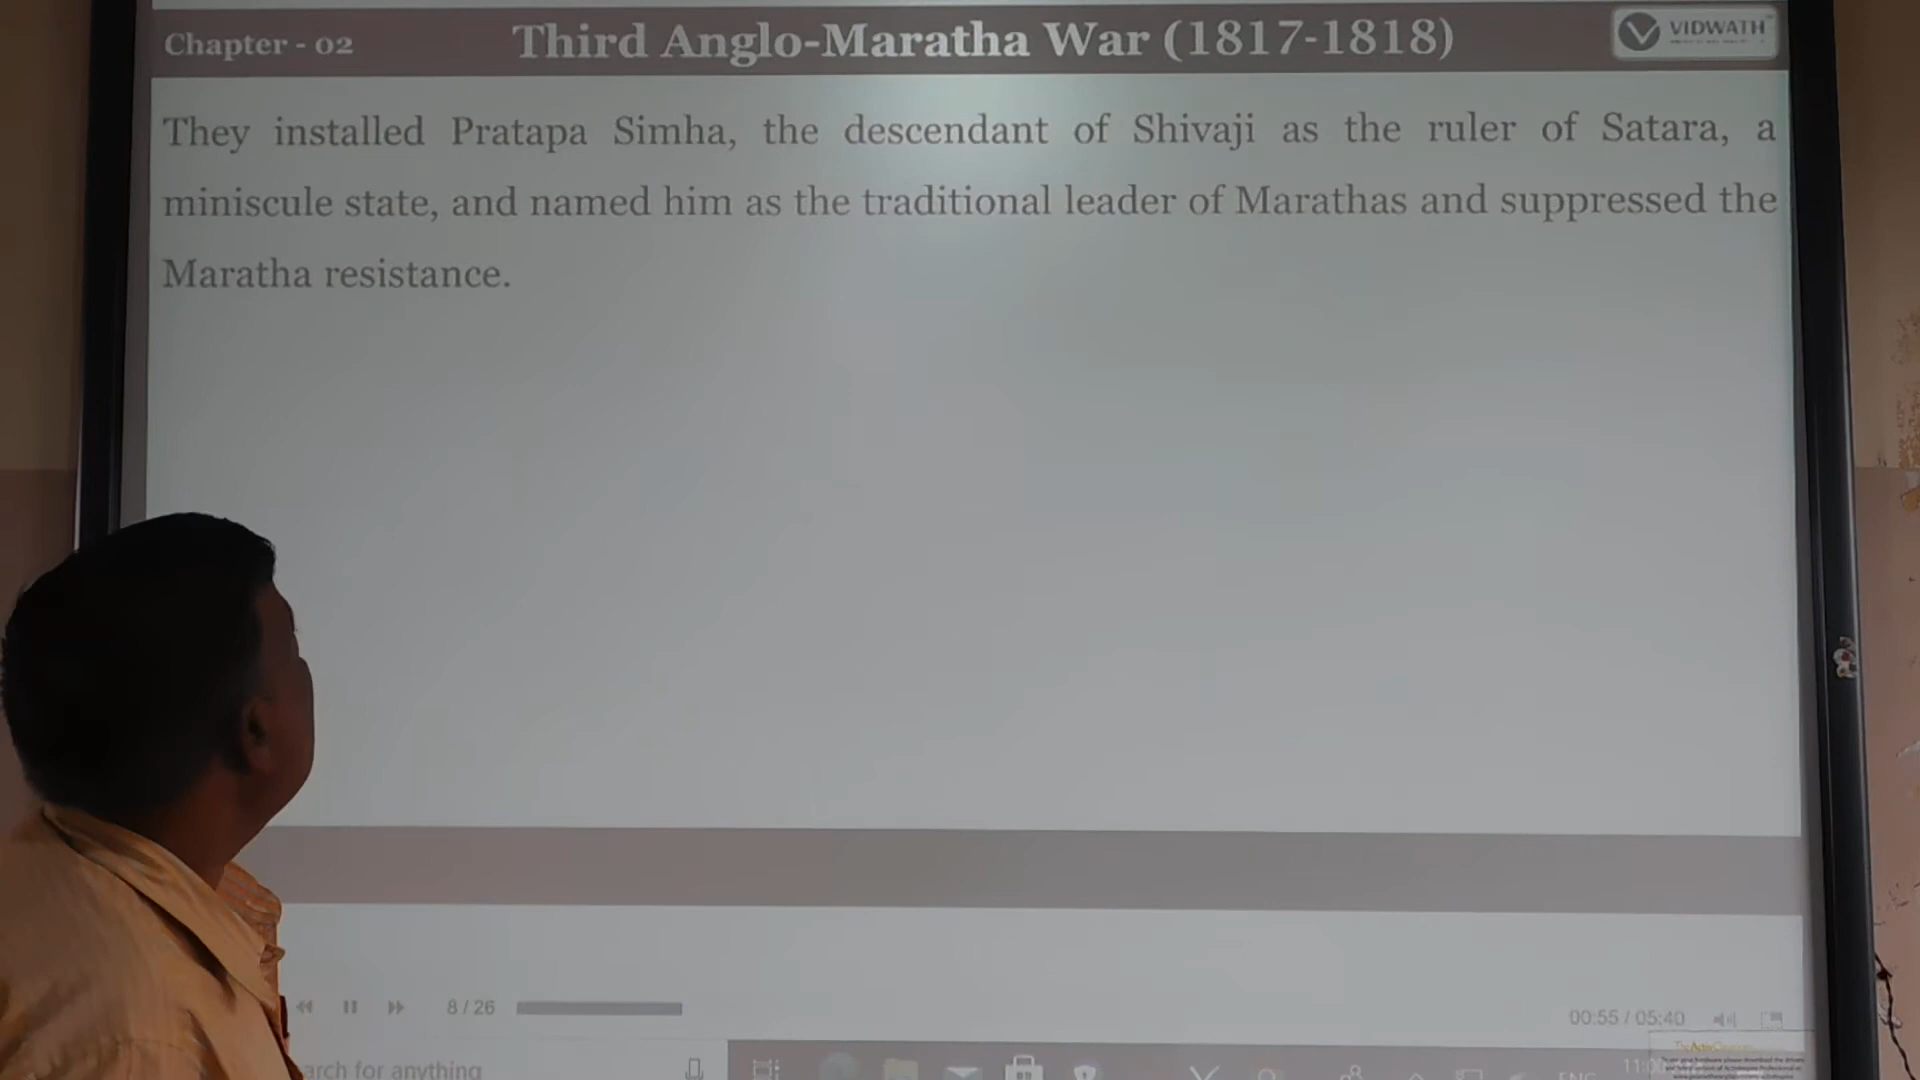 Chapter - 02
Third Anglo-Maratha War (1817-1818)
VIDWATH
They installed Pratapa Simha, the descendant of Shivaji as the ruler of Satara, a
miniscule state, and named him as the traditional leader of Marathas and suppressed the
Maratha resistance.
8 / 26
00:55 / 05:40
arch for anything
ENG